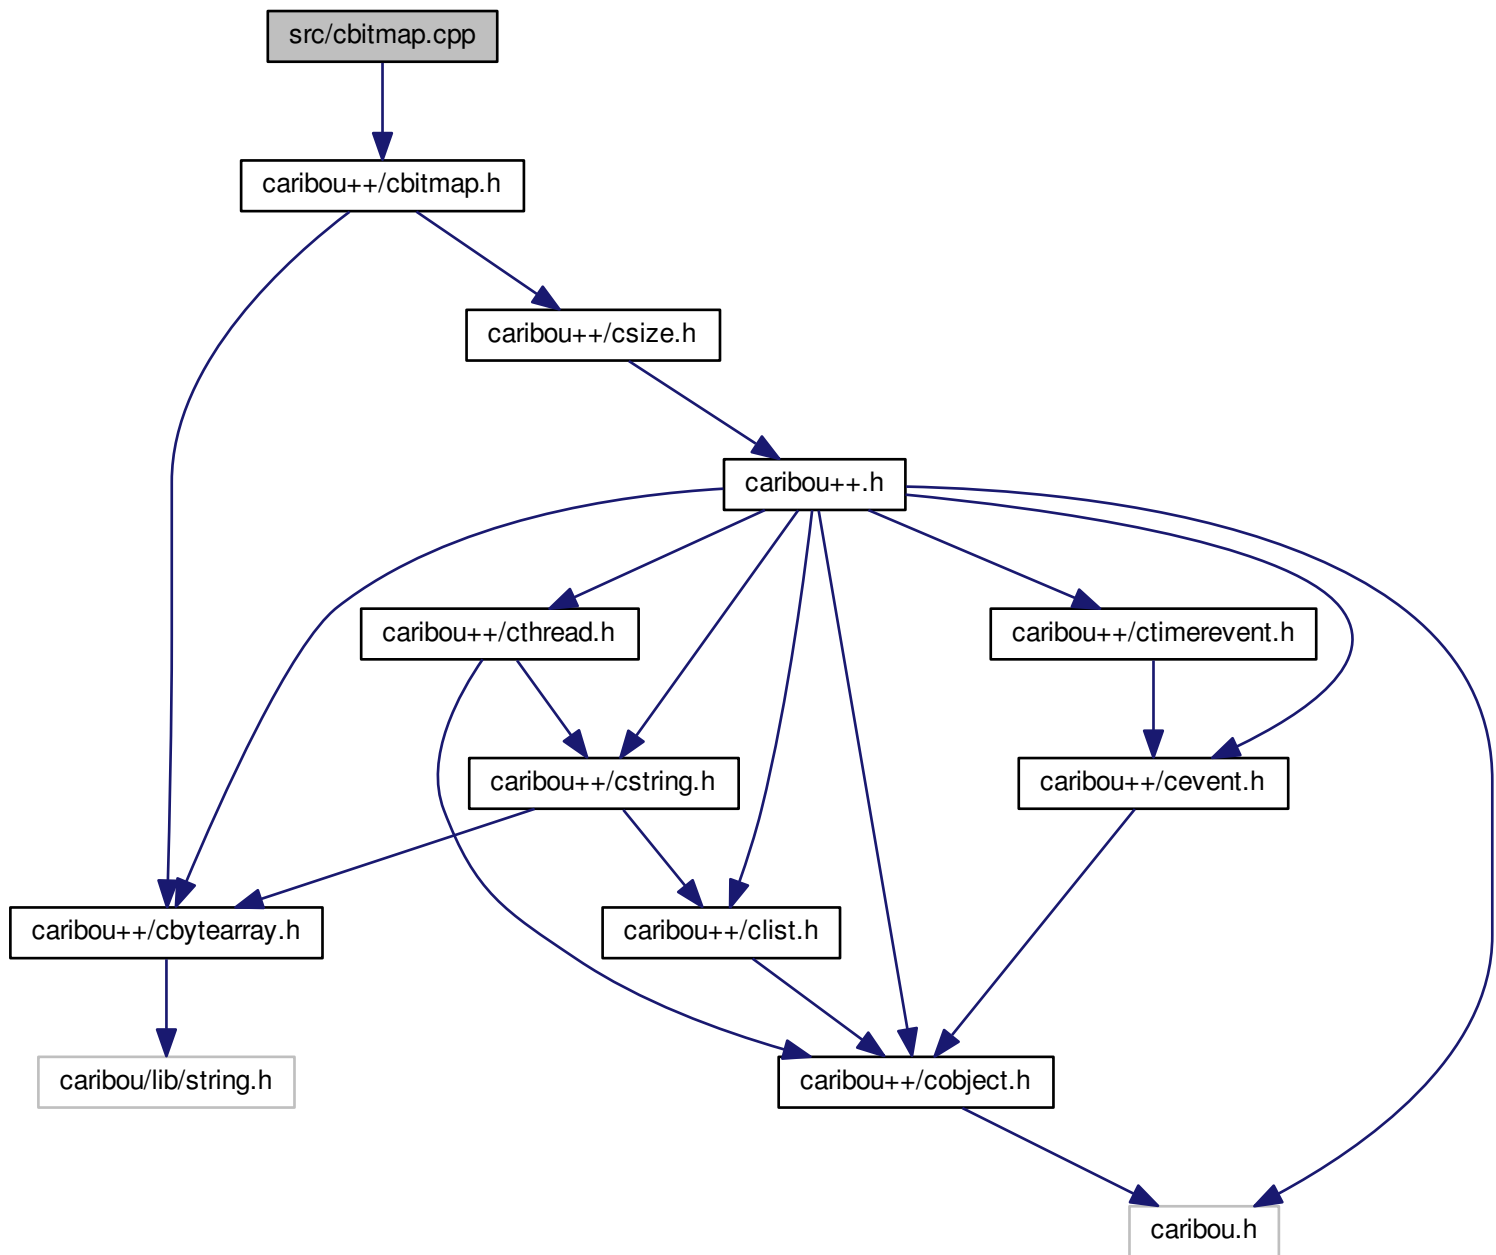 src/cbitmap.cpp
caribou++/cbitmap.h
caribou++/csize.h
caribou++.h
caribou++/cthread.h
caribou++/ctimerevent.h
caribou++/cstring.h
caribou++/cevent.h
caribou++/cbytearray.h
caribou++/clist.h
caribou/lib/string.h
caribou++/cobject.h
caribou.h